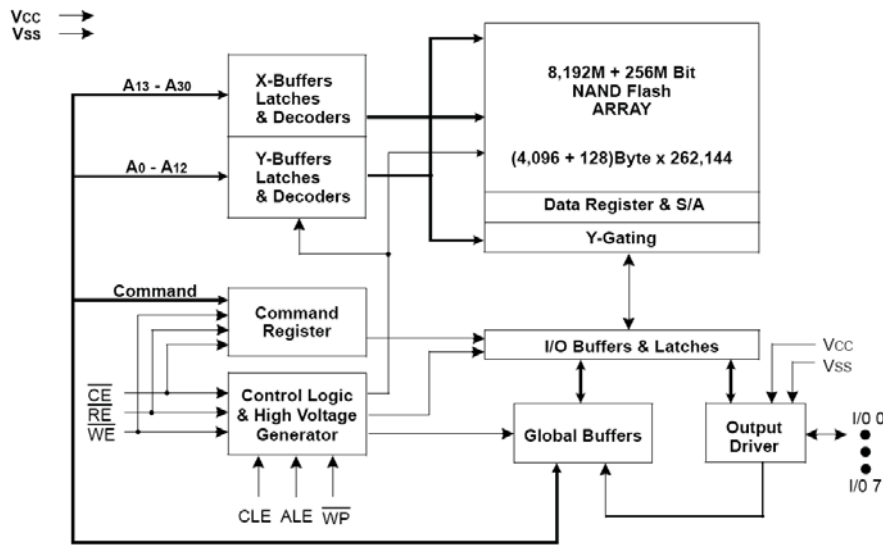 VCC
VSS
A13 - A30
X-Buffers
Latches
& Decoders
A0 - A12
Y-Buffers
Latches
& Decoders
8,192M + 256M Bit
NAND Flash
ARRAY
(4,096 + 128)Byte x 262,144
Data Register & S/A
Y-Gating
Command
Command
Register
I/O Buffers & Latches
VCC
VSS
CE
RE
WE
Control Logic
& High Voltage
Generator
Global Buffers
Output
Driver
I/0 0
I/0 7
CLE ALE WP